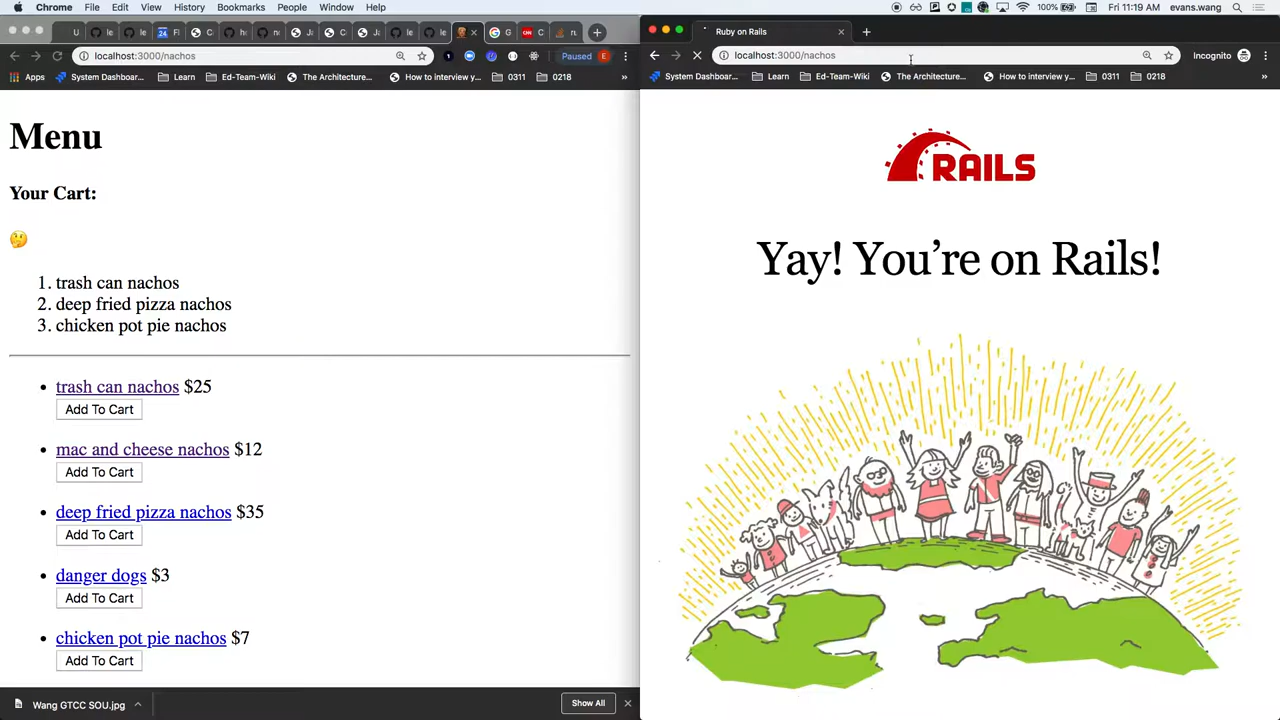 Chrome File Edit View History Bookmarks People Window Help
100% Fri 11:19 AM evans.wang
localhost:3000/nachos
Paused
Apps System Dashboar... Learn Ed-Team-Wiki The Architecture... How to interview y... 0311 0218 »
Menu
Your Cart:
🤔
1. trash can nachos
2. deep fried pizza nachos
3. chicken pot pie nachos
• trash can nachos $25
Add To Cart
• mac and cheese nachos $12
Add To Cart
• deep fried pizza nachos $35
Add To Cart
• danger dogs $3
Add To Cart
• chicken pot pie nachos $7
Add To Cart
Wang GTCC SOU.jpg
Show All
Ruby on Rails
localhost:3000/nachos
Incognito
System Dashboar... Learn Ed-Team-Wiki The Architecture... How to interview y... 0311 0218 »
RAILS
Yay! You’re on Rails!